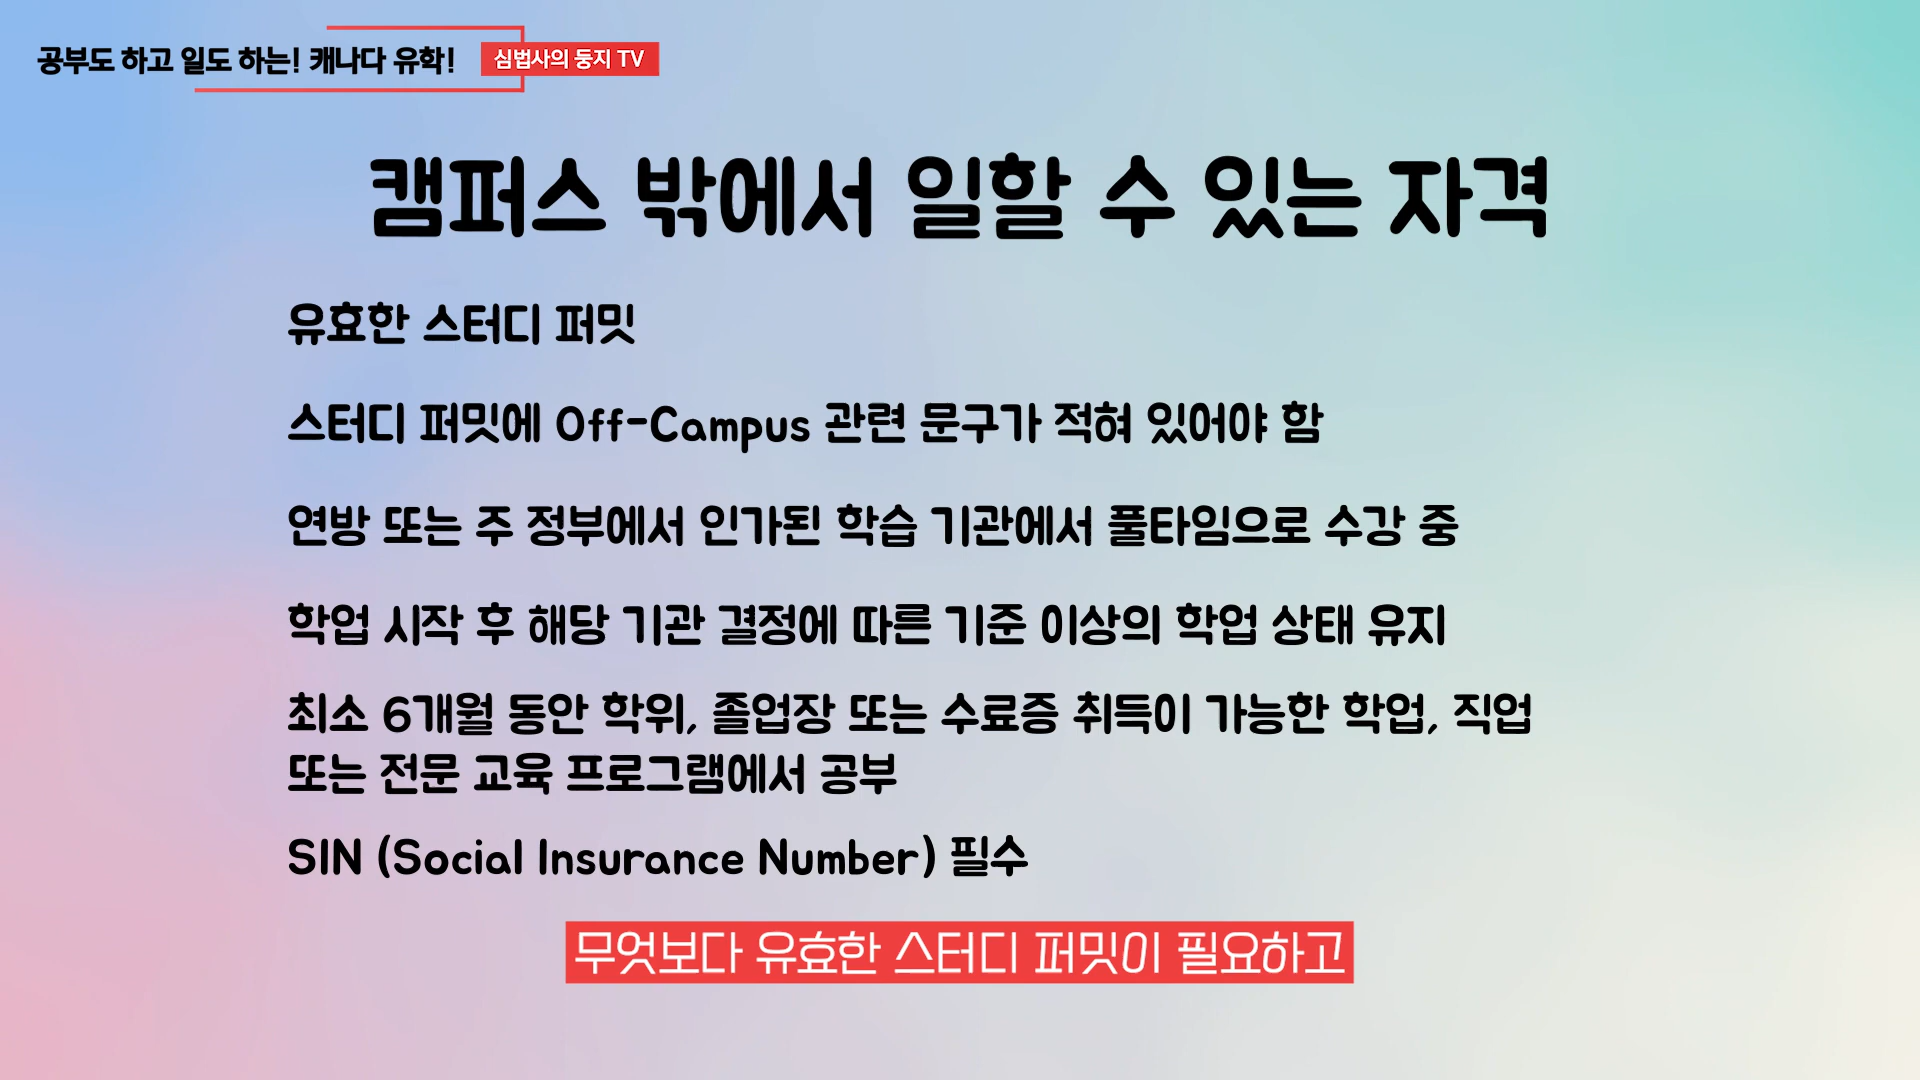 공부도 하고 일도 하는! 캐나다 유학! 심법사의 둥지 TV
캠퍼스 밖에서 일할 수 있는 자격
유효한 스터디 퍼밋
스터디 퍼밋에 Off-Campus 관련 문구가 적혀 있어야 함
연방 또는 주 정부에서 인가된 학습 기관에서 풀타임으로 수강 중
학업 시작 후 해당 기관 결정에 따른 기준 이상의 학업 상태 유지
최소 6개월 동안 학위, 졸업장 또는 수료증 취득이 가능한 학업, 직업
또는 전문 교육 프로그램에서 공부
SIN (Social Insurance Number) 필수
무엇보다 유효한 스터디 퍼밋이 필요하고